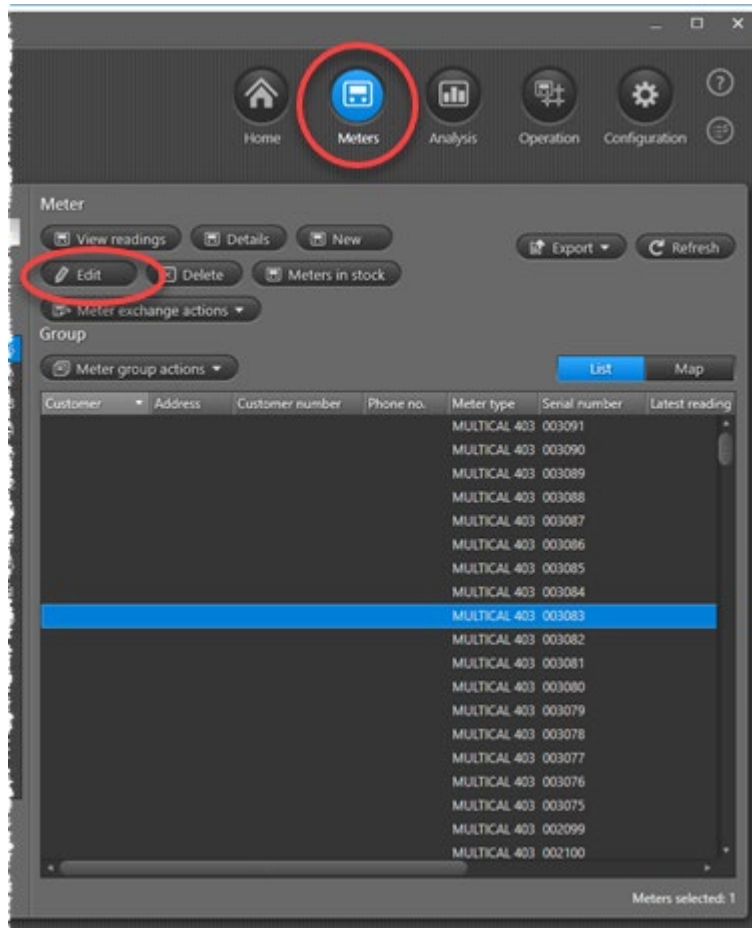 Home Meters Analysis Operation Configuration
Meter
View readings Details New
Export Refresh
Edit Delete Meters in stock
Meter exchange actions
Group
Meter group actions
List Map
Customer Address Customer number Phone no. Meter type Serial number Latest reading
MULTICAL 403 003091
MULTICAL 403 003090
MULTICAL 403 003089
MULTICAL 403 003088
MULTICAL 403 003087
MULTICAL 403 003086
MULTICAL 403 003085
MULTICAL 403 003084
MULTICAL 403 003083
MULTICAL 403 003082
MULTICAL 403 003081
MULTICAL 403 003080
MULTICAL 403 003079
MULTICAL 403 003078
MULTICAL 403 003077
MULTICAL 403 003076
MULTICAL 403 003075
MULTICAL 403 002099
MULTICAL 403 002100
Meters selected: 1